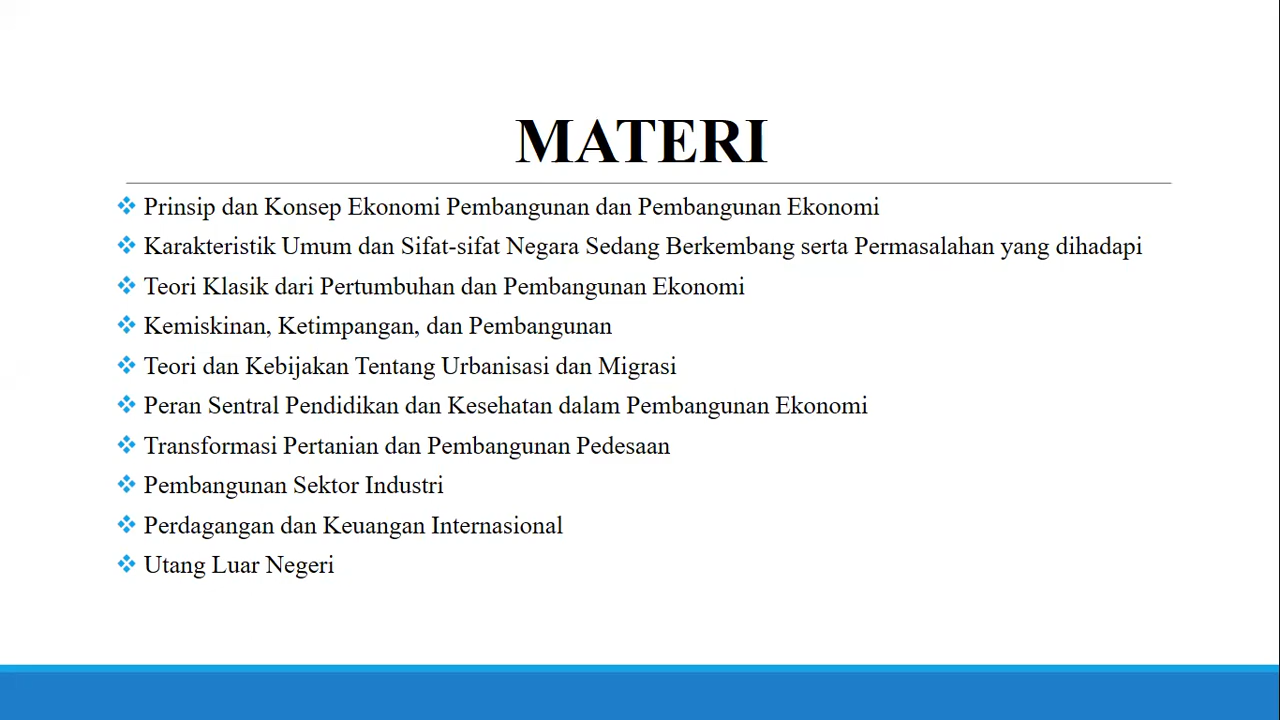 MATERI
Prinsip dan Konsep Ekonomi Pembangunan dan Pembangunan Ekonomi
Karakteristik Umum dan Sifat-sifat Negara Sedang Berkembang serta Permasalahan yang dihadapi
Teori Klasik dari Pertumbuhan dan Pembangunan Ekonomi
Kemiskinan, Ketimpangan, dan Pembangunan
Teori dan Kebijakan Tentang Urbanisasi dan Migrasi
Peran Sentral Pendidikan dan Kesehatan dalam Pembangunan Ekonomi
Transformasi Pertanian dan Pembangunan Pedesaan
Pembangunan Sektor Industri
Perdagangan dan Keuangan Internasional
Utang Luar Negeri